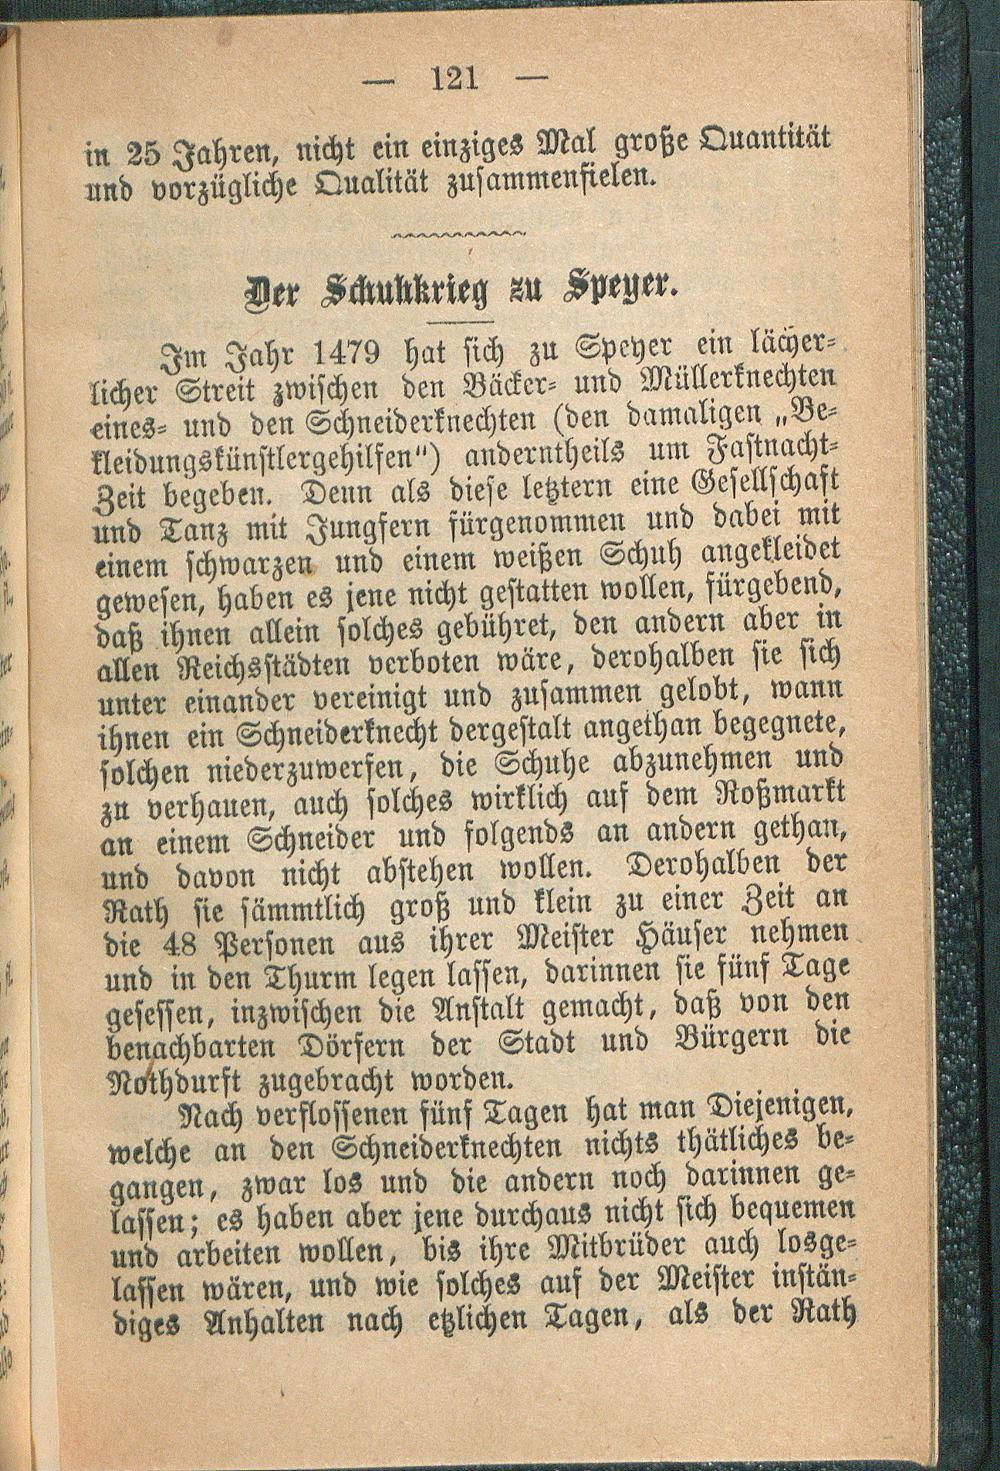 — 121 —
in 25 Jahren, nicht ein einziges Mal große Quantität
und vorzügliche Qualität zusammenfielen.
Der Schuhkrieg zu Speyer.
Im Jahr 1479 hat sich zu Speyer ein lächer-
licher Streit zwischen den Bäcker- und Müllerknechten
eines- und den Schneiderknechten (den damaligen „Be-
kleidungskünstlergehilfen") anderntheils um Fastnacht-
Zeit begeben. Denn als diese letztern eine Gesellschaft
und Tanz mit Jungfern fürgenommen und dabei mit
einem schwarzen und einem weißen Schuh angekleidet
gewesen, haben es jene nicht gestatten wollen, fürgebend,
daß ihnen allein solches gebühret, den andern aber in
allen Reichsstädten verboten wäre, derohalben sie sich
unter einander vereinigt und zusammen gelobt, wann
ihnen ein Schneiderknecht dergestalt angethan begegnete,
solchen niederzuwerfen, die Schuhe abzunehmen und
zu verhauen, auch solches wirklich auf dem Roßmarkt
an einem Schneider und folgends an andern gethan,
und davon nicht abstehen wollen. Derohalben der
Rath sie sämmtlich groß und klein zu einer Zeit an
die 48 Personen aus ihrer Meister Häuser nehmen
und in den Thurm legen lassen, darinnen sie fünf Tage
gesessen, inzwischen die Anstalt gemacht, daß von den
benachbarten Dörfern der Stadt und Bürgern die
Nothdurft zugebracht worden.
Nach verflossenen fünf Tagen hat man Diejenigen,
welche an den Schneiderknechten nichts thätliches be-
gangen, zwar los und die andern noch darinnen ge-
lassen; es haben aber jene durchaus nicht sich bequemen
und arbeiten wollen, bis ihre Mitbrüder auch losge-
lassen wären, und wie solches auf der Meister instän-
diges Anhalten nach etzlichen Tagen, als der Rath